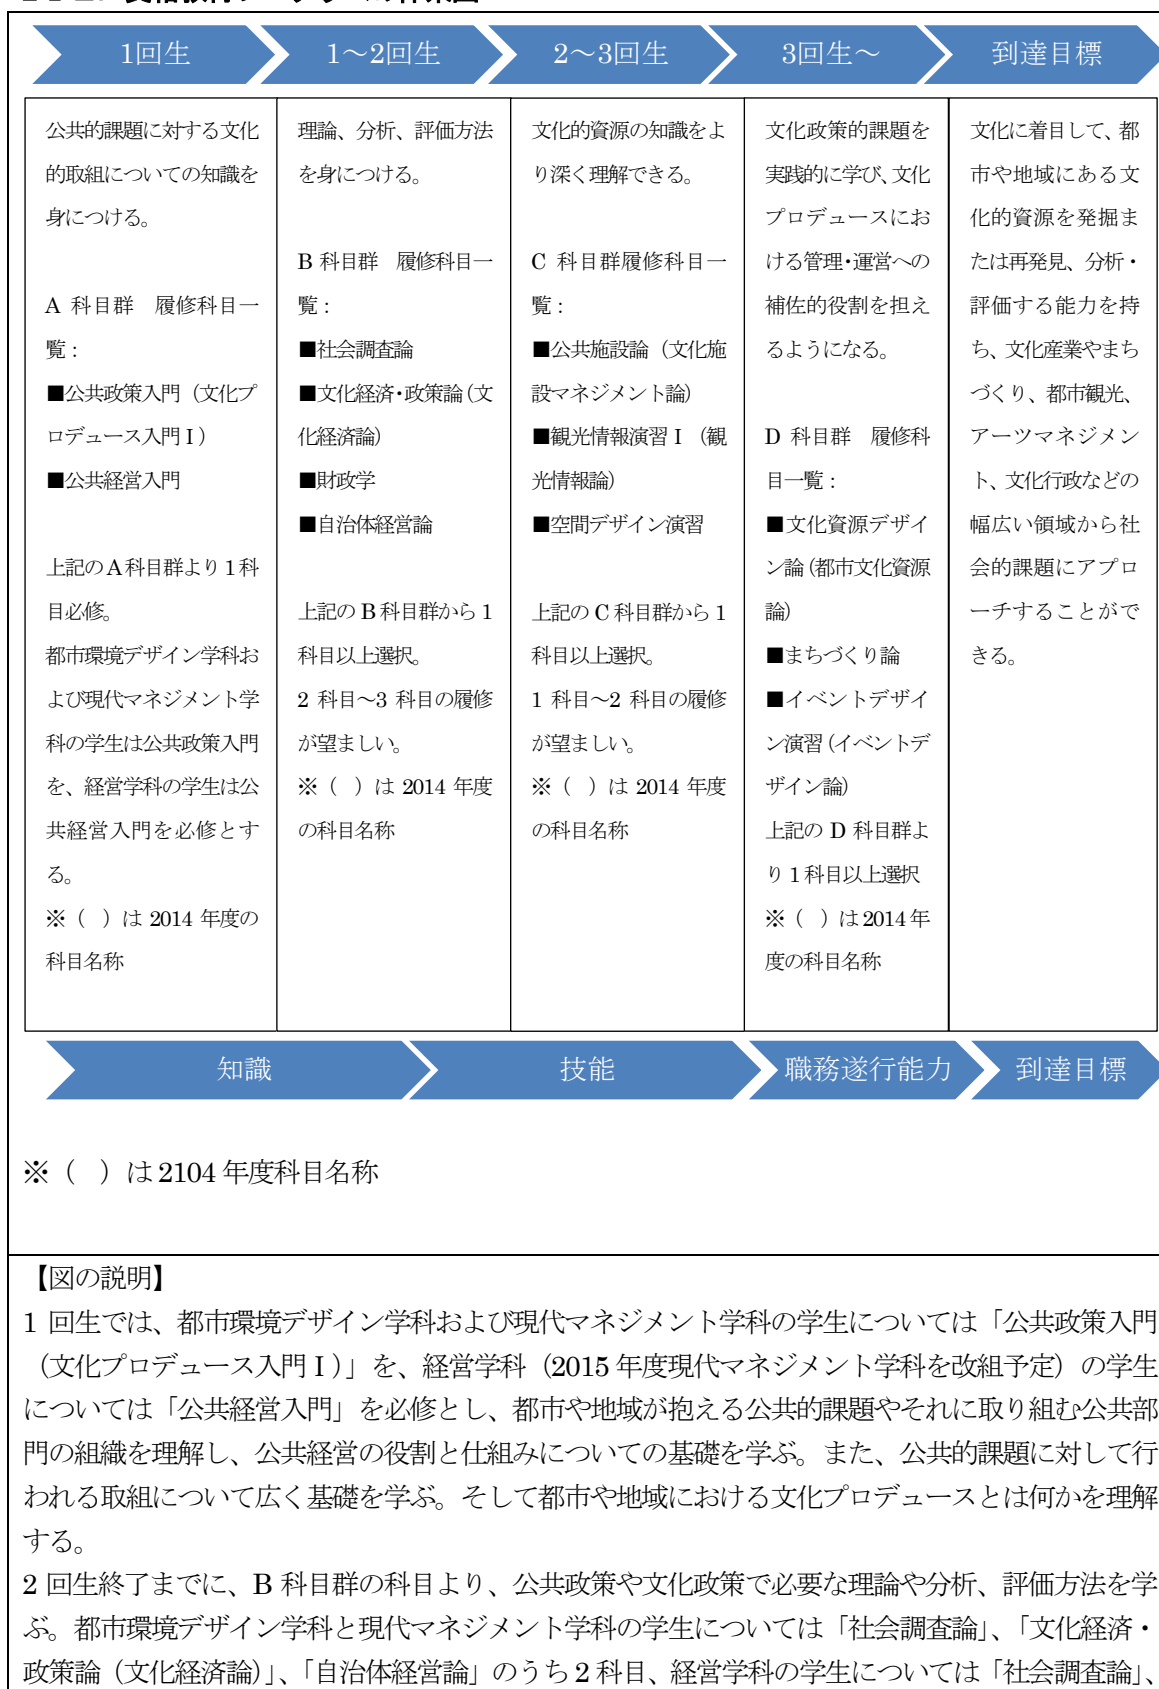 1回生
1～2回生
2～3回生
3回生～
到達目標
公共的課題に対する文化
的取組についての知識を
身につける。
A 科目群　履修科目一
覧：
■公共政策入門（文化プ
ロデュース入門Ⅰ）
■公共経営入門
上記のA科目群より1科
目必修。
都市環境デザイン学科お
よび現代マネジメント学
科の学生は公共政策入門
を、経営学科の学生は公
共経営入門を必修とす
る。
※（　）は 2014 年度の
科目名称
理論、分析、評価方法
を身につける。
B 科目群　履修科目一
覧：
■社会調査論
■文化経済・政策論（文
化経済論）
■財政学
■自治体経営論
上記の B 科目群から 1
科目以上選択。
2 科目～3 科目の履修
が望ましい。
※（　）は 2014 年度
の科目名称
文化的資源の知識をよ
り深く理解できる。
C 科目群履修科目一
覧：
■公共施設論（文化施
設マネジメント論）
■観光情報演習Ⅰ（観
光情報論）
■空間デザイン演習
上記の C 科目群から 1
科目以上選択。
1 科目～2 科目の履修
が望ましい。
※（　）は 2014 年度
の科目名称
文化政策的課題を
実践的に学び、文化
プロデュースにお
ける管理・運営への
補佐的役割を担え
るようになる。
D 科目群　履修科
目一覧：
■文化資源デザイ
ン論（都市文化資源
論）
■まちづくり論
■イベントデザイ
ン演習（イベントデ
ザイン論）
上記の D 科目群よ
り 1 科目以上選択
※（　）は 2014 年
度の科目名称
文化に着目して、都
市や地域にある文
化的資源を発掘ま
たは再発見、分析・
評価する能力を持
ち、文化産業やまち
づくり、都市観光、
アーツマネジメン
ト、文化行政などの
幅広い領域から社
会的課題にアプロ
ーチすることがで
きる。
知識
技能
職務遂行能力
到達目標
※（　）は 2104 年度科目名称
【図の説明】
1 回生では、都市環境デザイン学科および現代マネジメント学科の学生については「公共政策入門
（文化プロデュース入門Ⅰ）」を、経営学科（2015 年度現代マネジメント学科を改組予定）の学生
については「公共経営入門」を必修とし、都市や地域が抱える公共的課題やそれに取り組む公共部
門の組織を理解し、公共経営の役割と仕組みについての基礎を学ぶ。また、公共的課題に対して行
われる取組について広く基礎を学ぶ。そして都市や地域における文化プロデュースとは何かを理解
する。
2 回生終了までに、B 科目群の科目より、公共政策や文化政策で必要な理論や分析、評価方法を学
ぶ。都市環境デザイン学科と現代マネジメント学科の学生については「社会調査論」、「文化経済・
政策論（文化経済論）」、「自治体経営論」のうち 2 科目、経営学科の学生については「社会調査論」、